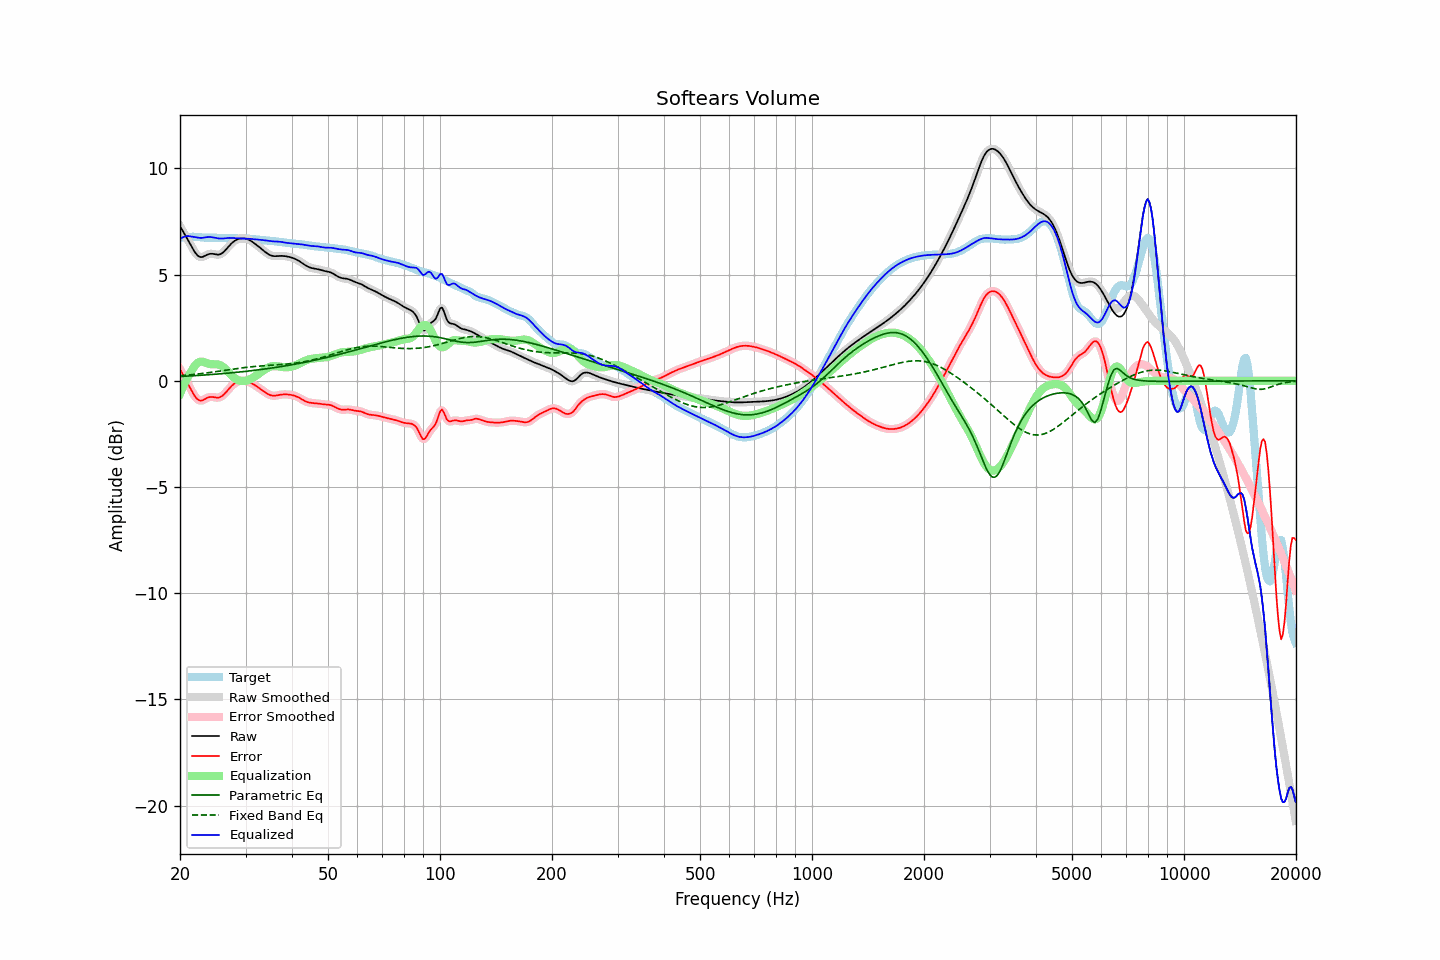 Softears Volume
10
5
0
−5
−10
−15
−20
Amplitude (dBr)
Target
Raw Smoothed
Error Smoothed
Raw
Error
Equalization
Parametric Eq
Fixed Band Eq
Equalized
20 50 100 200 500 1000 2000 5000 10000 20000
Frequency (Hz)